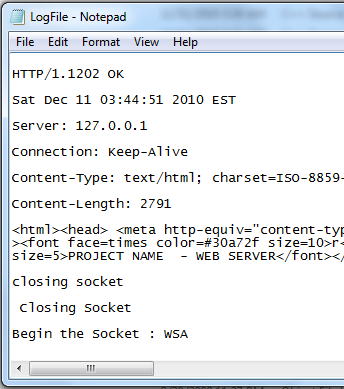 LogFile - Notepad
File Edit Format View Help
HTTP/1.1202 OK
Sat Dec 11 03:44:51 2010 EST
Server: 127.0.0.1
Connection: Keep-Alive
Content-Type: text/html; charset=ISO-8859-
Content-Length: 2791
<html><head> <meta http-equiv="content-typ
><font face=times color=#30a72f size=10>r<
size=5>PROJECT NAME  - WEB SERVER</font></
closing socket
Closing Socket
Begin the Socket : WSA